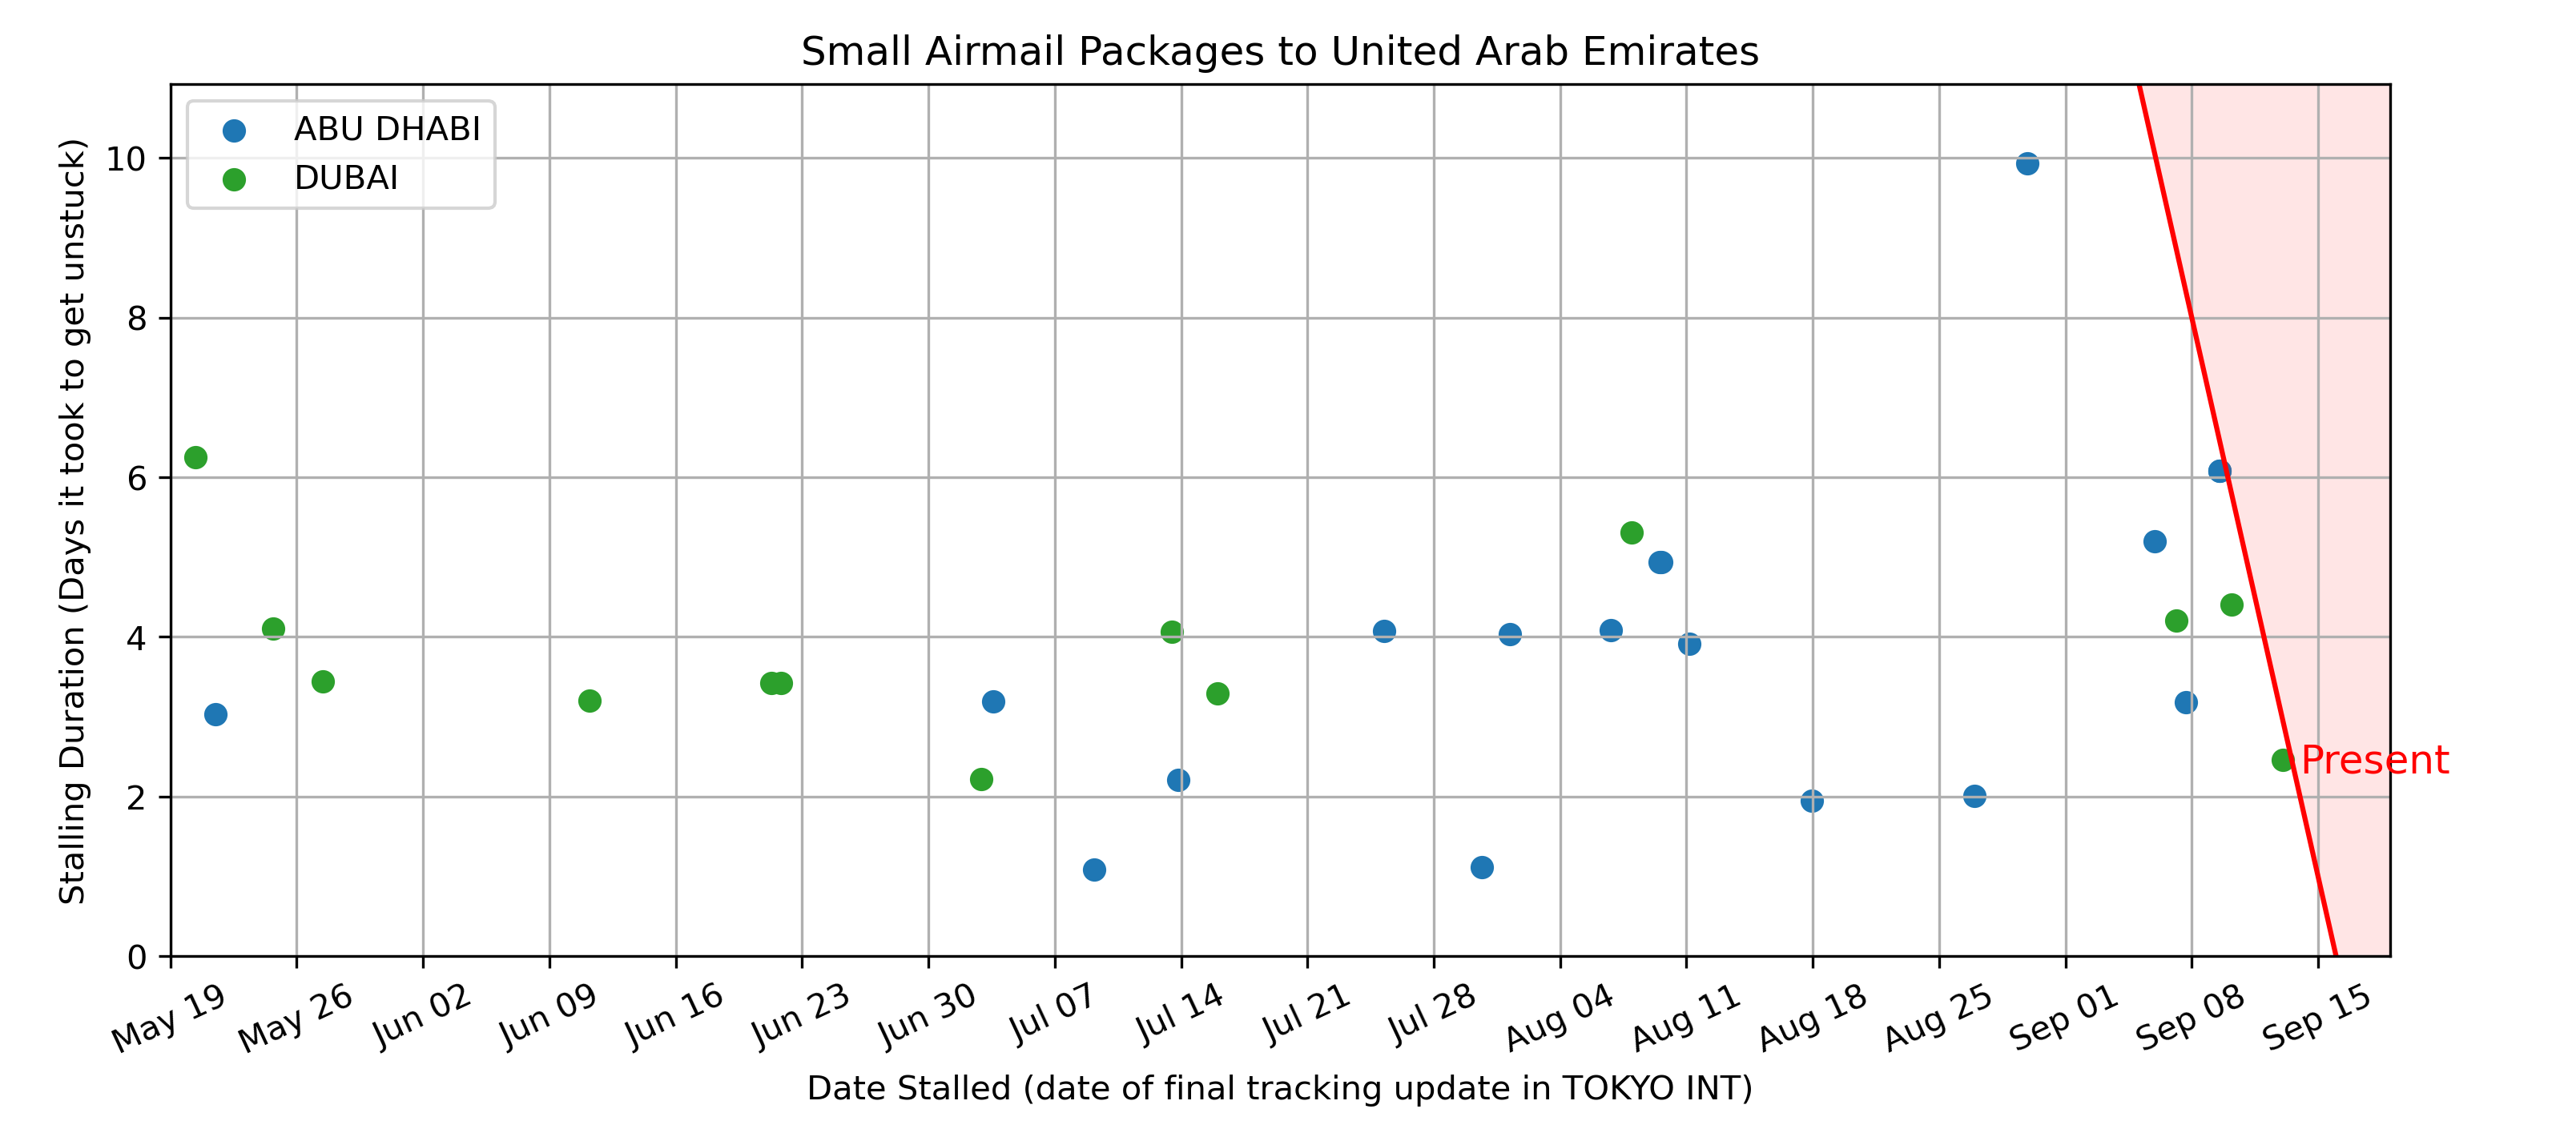 Small Airmail Packages to United Arab Emirates
ABU DHABI
DUBAI
Stalling Duration (Days it took to get unstuck)
10
8
6
4
2
0
Present
May 19 May 26 Jun 02 Jun 09 Jun 16 Jun 23 Jun 30 Jul 07 Jul 14 Jul 21 Jul 28 Aug 04 Aug 11 Aug 18 Aug 25 Sep 01 Sep 08 Sep 15
Date Stalled (date of final tracking update in TOKYO INT)